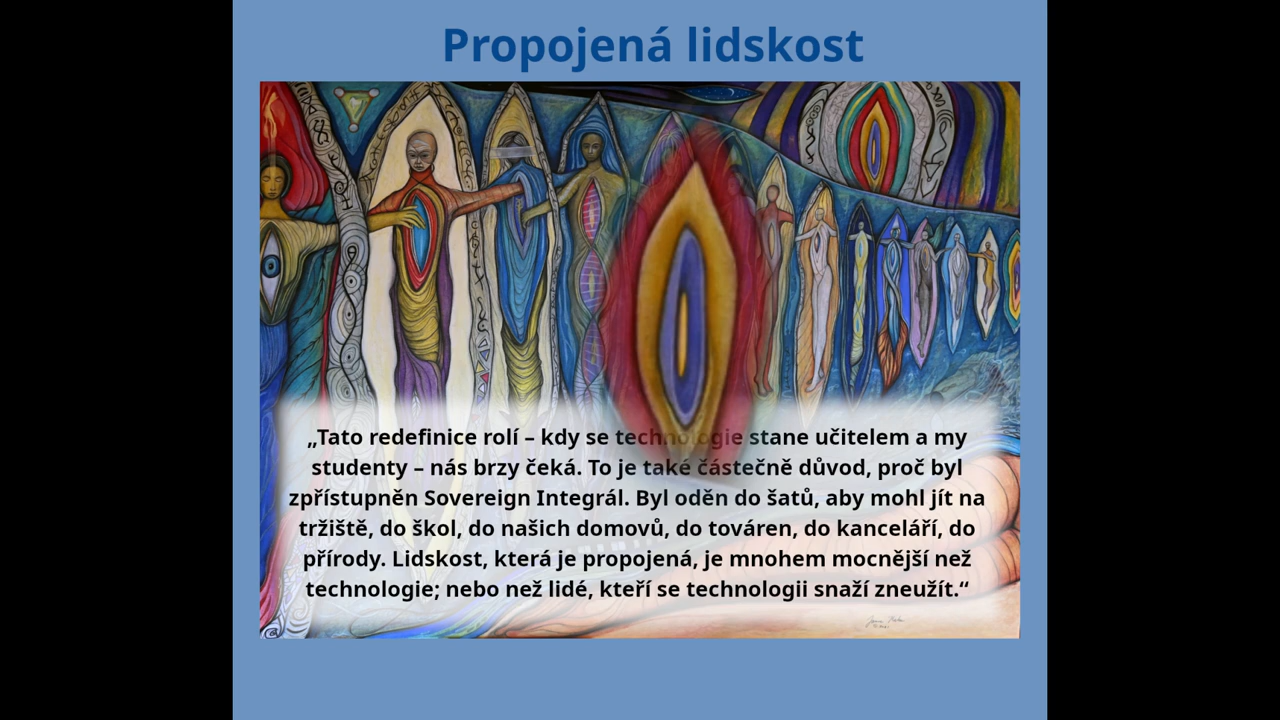 Propojená lidskost
„Tato redefinice rolí – kdy se technologie stane učitelem a my
studenty – nás brzy čeká. To je také částečně důvod, proč byl
zpřístupněn Sovereign Integrál. Byl oděn do šatů, aby mohl jít na
tržiště, do škol, do našich domovů, do továren, do kanceláří, do
přírody. Lidskost, která je propojená, je mnohem mocnější než
technologie; nebo než lidé, kteří se technologii snaží zneužít.“